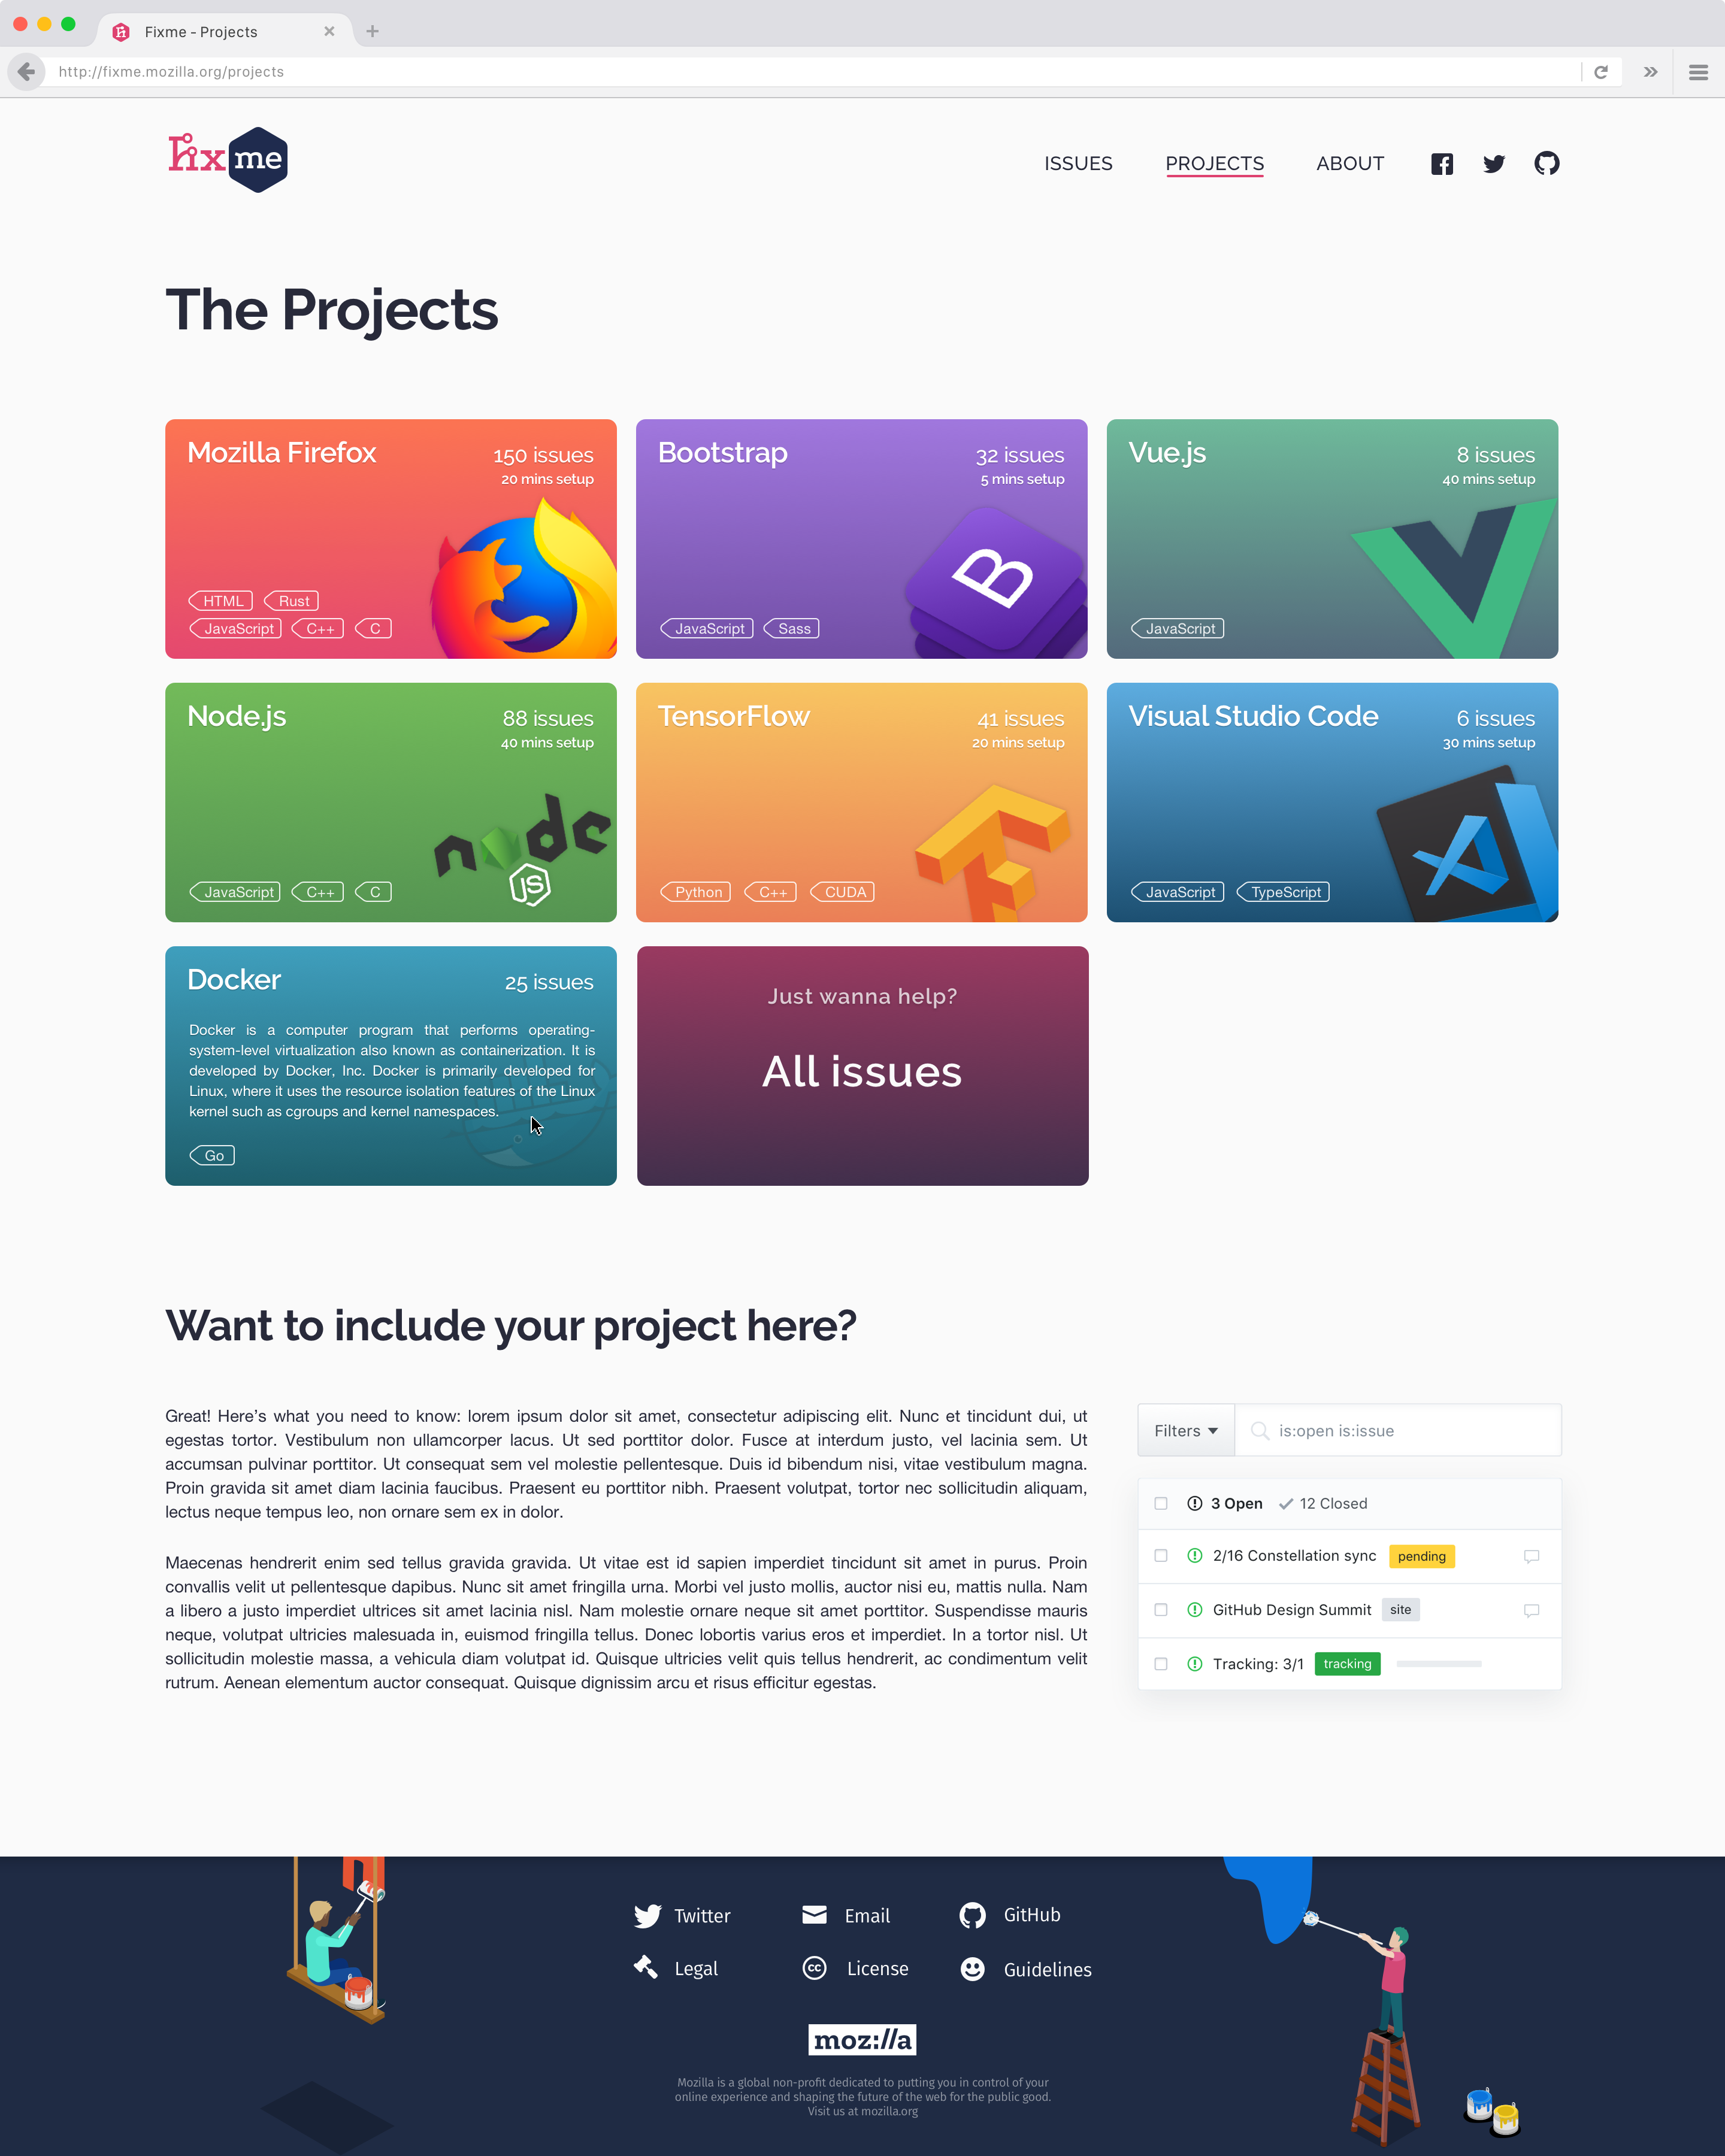 Fixme - Projects
http://fixme.mozilla.org/projects
fixme
ISSUES PROJECTS ABOUT
The Projects
Mozilla Firefox
150 issues
20 mins setup
HTML Rust
JavaScript C++ C
Bootstrap
32 issues
5 mins setup
B
JavaScript Sass
Vue.js
8 issues
40 mins setup
JavaScript
Node.js
88 issues
40 mins setup
node
JS
JavaScript C++ C
TensorFlow
41 issues
20 mins setup
Python C++ CUDA
Visual Studio Code
6 issues
30 mins setup
JavaScript TypeScript
Docker
25 issues
Docker is a computer program that performs operating-
system-level virtualization also known as containerization. It is
developed by Docker, Inc. Docker is primarily developed for
Linux, where it uses the resource isolation features of the Linux
kernel such as cgroups and kernel namespaces.
Go
Just wanna help?
All issues
Want to include your project here?
Great! Here’s what you need to know: lorem ipsum dolor sit amet, consectetur adipiscing elit. Nunc et tincidunt dui, ut
egestas tortor. Vestibulum non ullamcorper lacus. Ut sed porttitor dolor. Fusce at interdum justo, vel lacinia sem. Ut
accumsan pulvinar porttitor. Ut consequat sem vel molestie pellentesque. Duis id bibendum nisi, vitae vestibulum magna.
Proin gravida sit amet diam lacinia faucibus. Praesent eu porttitor nibh. Praesent volutpat, tortor nec sollicitudin aliquam,
lectus neque tempus leo, non ornare sem ex in dolor.
Maecenas hendrerit enim sed tellus gravida gravida. Ut vitae est id sapien imperdiet tincidunt sit amet in purus. Proin
convallis velit ut pellentesque dapibus. Nunc sit amet fringilla urna. Morbi vel justo mollis, auctor nisi eu, mattis nulla. Nam
a libero a justo imperdiet ultrices sit amet lacinia nisl. Nam molestie ornare neque sit amet porttitor. Suspendisse mauris
neque, volutpat ultricies malesuada in, euismod fringilla tellus. Donec lobortis varius eros et imperdiet. In a tortor nisl. Ut
sollicitudin molestie massa, a vehicula diam volutpat id. Quisque ultricies velit quis tellus hendrerit, ac condimentum velit
rutrum. Aenean elementum auctor consequat. Quisque dignissim arcu et risus efficitur egestas.
Filters is:open is:issue
3 Open 12 Closed
2/16 Constellation sync pending
GitHub Design Summit site
Tracking: 3/1 tracking
Twitter Email GitHub
Legal License Guidelines
moz://a
Mozilla is a global non-profit dedicated to putting you in control of your
online experience and shaping the future of the web for the public good.
Visit us at mozilla.org